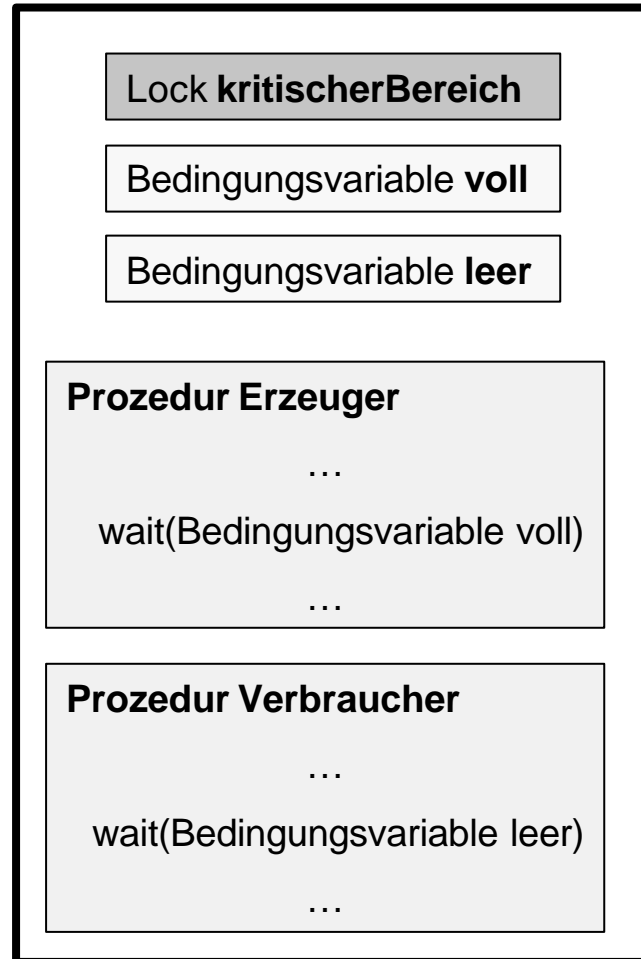 Lock kritischerBereich
Bedingungsvariable voll
Bedingungsvariable leer
Prozedur Erzeuger
…
wait(Bedingungsvariable voll)
…
Prozedur Verbraucher
…
wait(Bedingungsvariable leer)
…